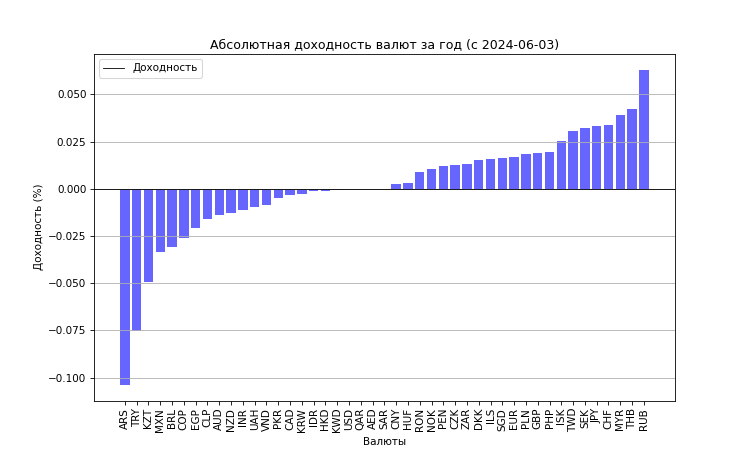 Абсолютная доходность валют за год (с 2024-06-03)
Доходность
0.050
0.025
0.000
−0.025
−0.050
−0.075
−0.100
Доходность (%)
ARS TRY KZT MXN BRL COP EGP CLP AUD NZD INR UAH VND PKR CAD KRW IDR HKD KWD USD QAR AED SAR CNY HUF RON NOK PEN CZK ZAR DKK ILS SGD EUR PLN GBP PHP ISK TWD SEK JPY CHF MYR THB RUB
Валюты